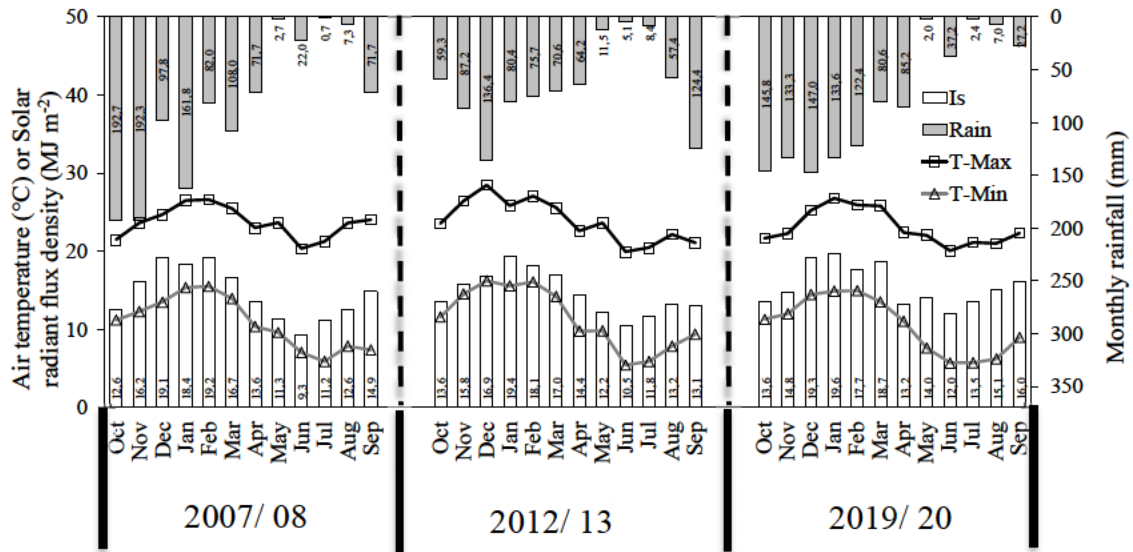 50
40
30
20
10
0
Air temperature (°C) or Solar
radiant flux density (MJ m⁻²)
0
50
100
150
200
250
300
350
Monthly rainfall (mm)
192,7 192,3 97,8 161,8 82,0 108,0 71,7 2,7 22,0 0,7 7,3 71,7
59,3 87,2 136,4 80,4 75,7 70,6 64,2 11,5 5,1 8,4 57,4 124,4
145,8 133,3 147,0 133,6 122,4 80,6 85,2 2,0 37,2 2,4 7,0 27,2
Is
Rain
T-Max
T-Min
12,6 16,2 19,1 18,4 19,2 16,7 13,6 11,3 9,3 11,2 12,6 14,9
13,6 15,8 16,9 19,4 18,1 17,0 14,4 12,2 10,5 11,8 13,2 13,1
13,6 14,8 19,3 19,6 17,7 18,7 13,2 14,0 12,0 13,5 15,1 16,0
Oct Nov Dec Jan Feb Mar Apr May Jun Jul Aug Sep
Oct Nov Dec Jan Feb Mar Apr May Jun Jul Aug Sep
Oct Nov Dec Jan Feb Mar Apr May Jun Jul Aug Sep
2007/ 08
2012/ 13
2019/ 20